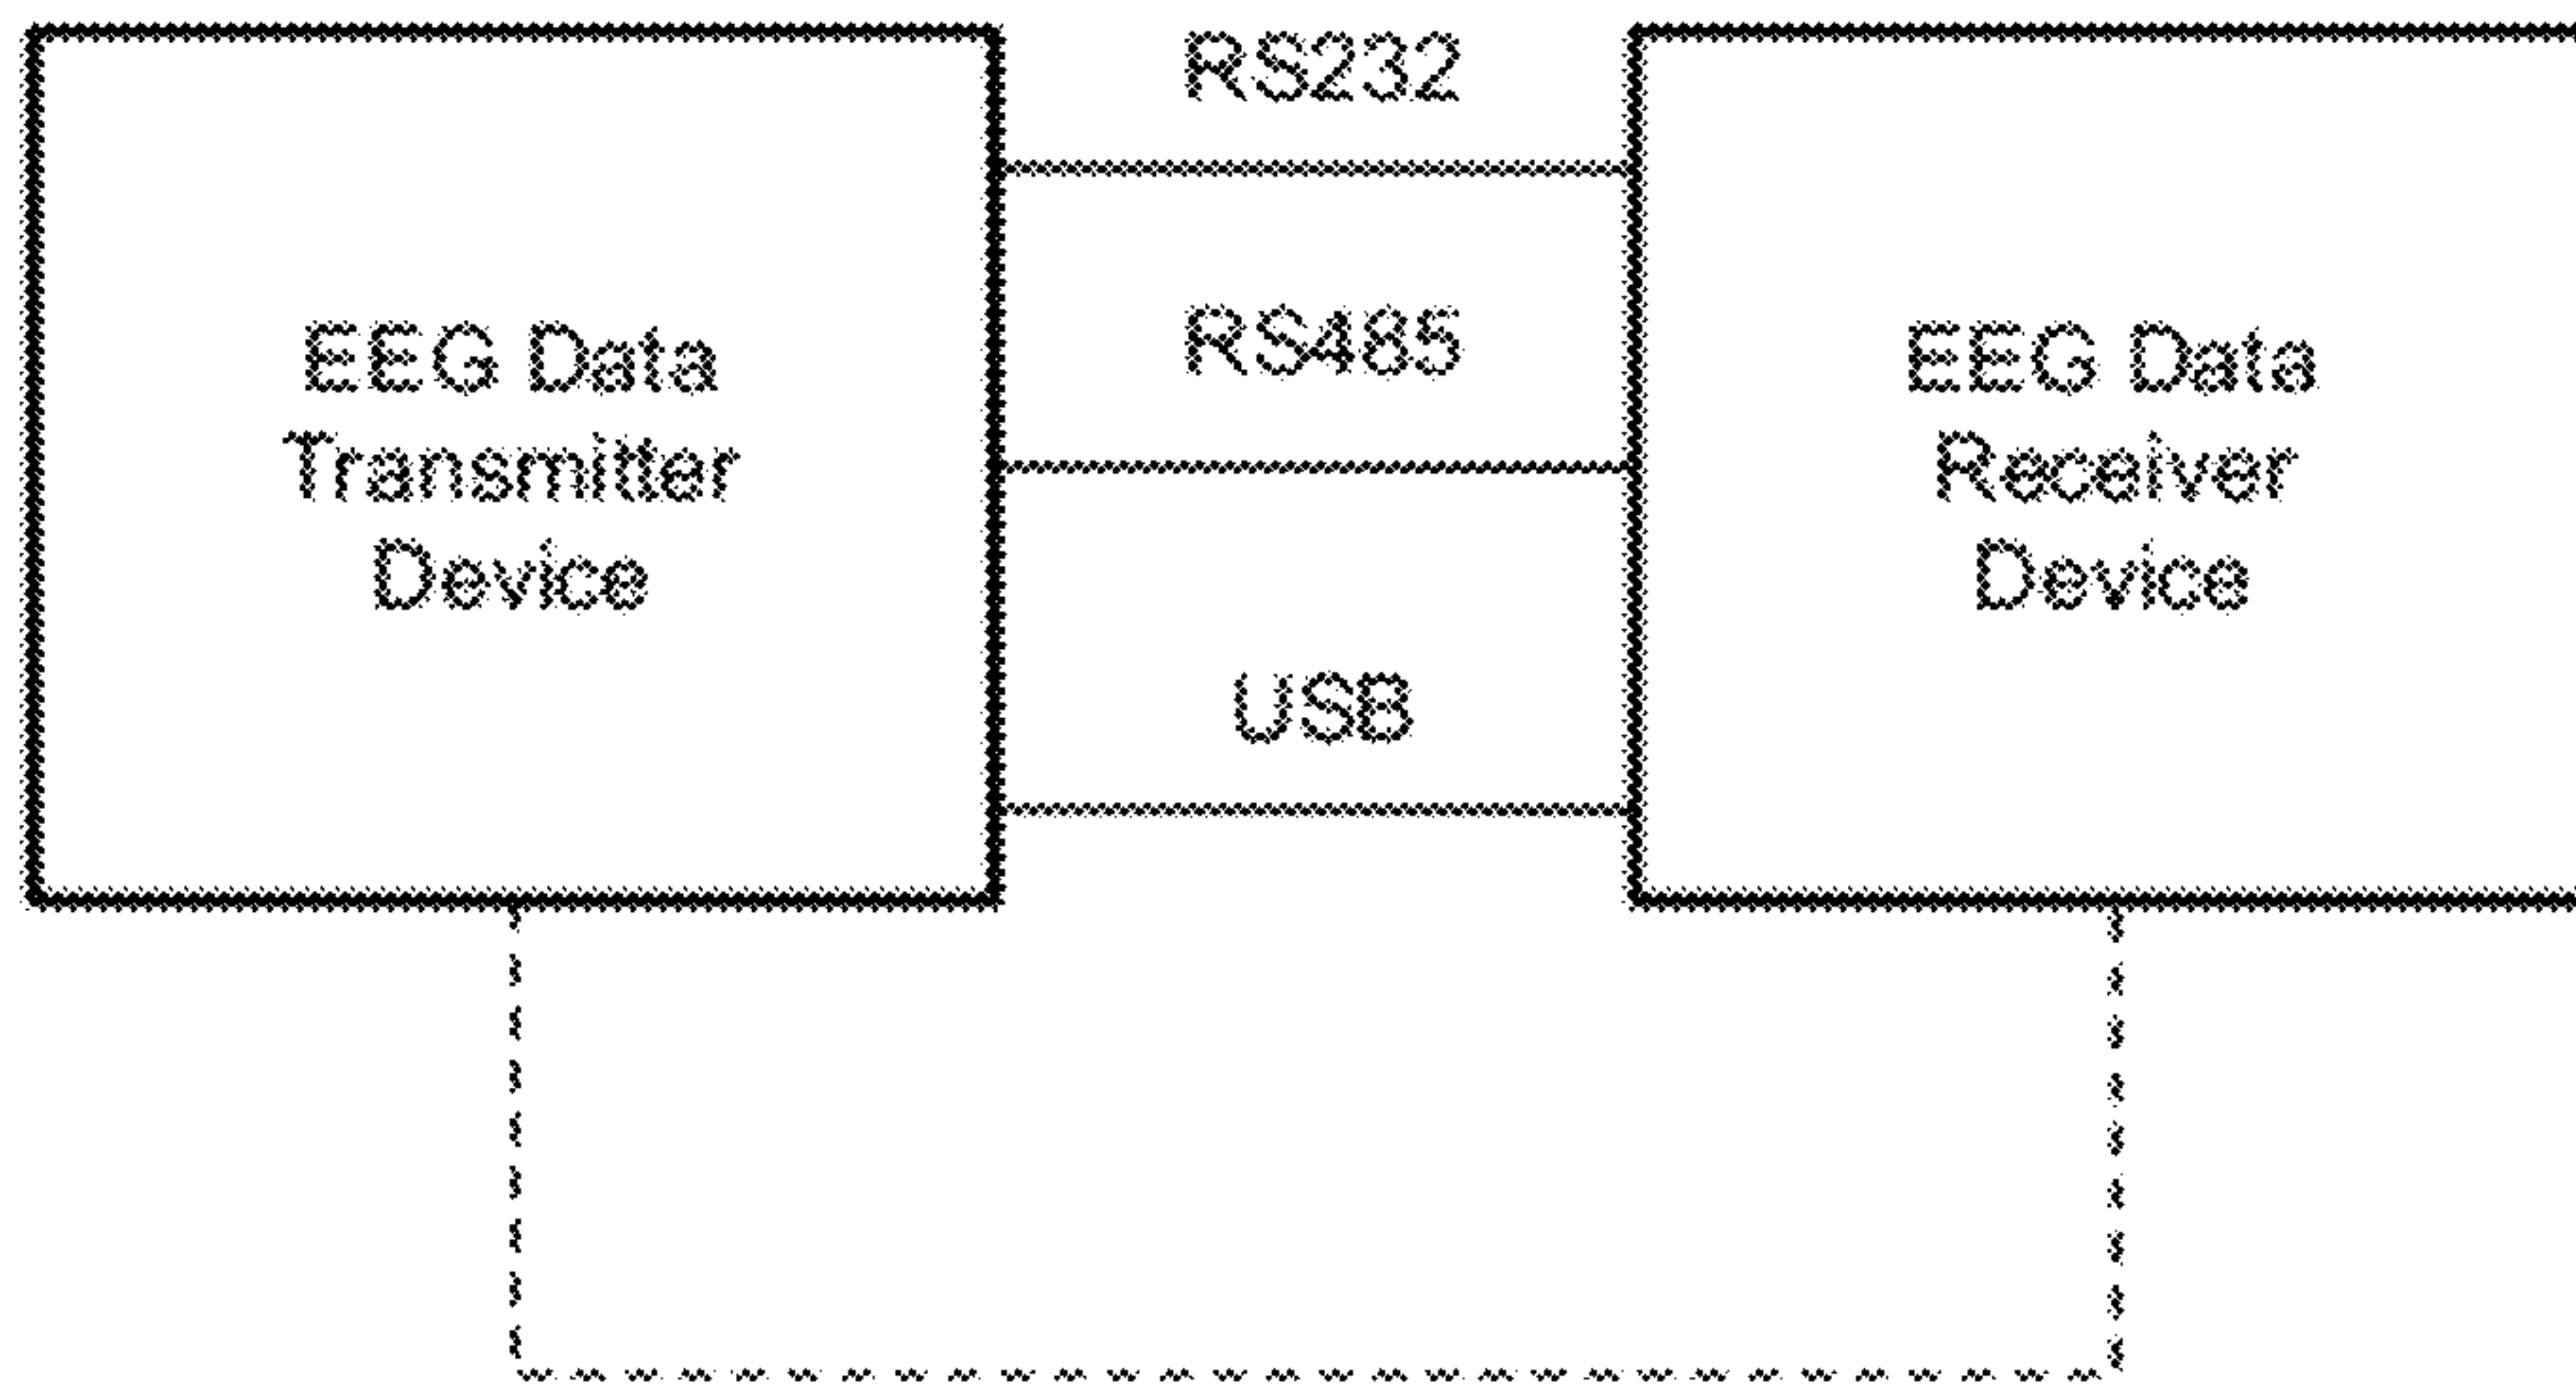 RS232
EEG Data
Transmitter
Device
RS485
USB
EEG Data
Receiver
Device